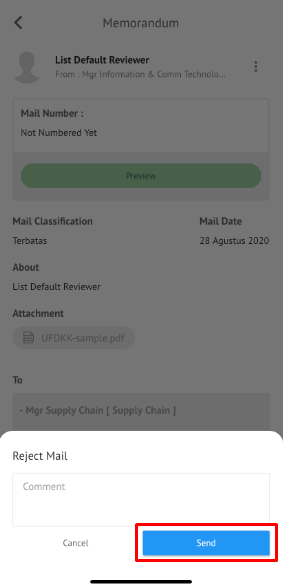 Memorandum
List Default Reviewer
From : Mgr Information & Comm Technolo...
Mail Number :
Not Numbered Yet
Preview
Mail Classification
Mail Date
Terbatas
28 Agustus 2020
About
List Default Reviewer
Attachment
UFDKK-sample.pdf
To
- Mgr Supply Chain [ Supply Chain ]
Reject Mail
Comment
Cancel
Send